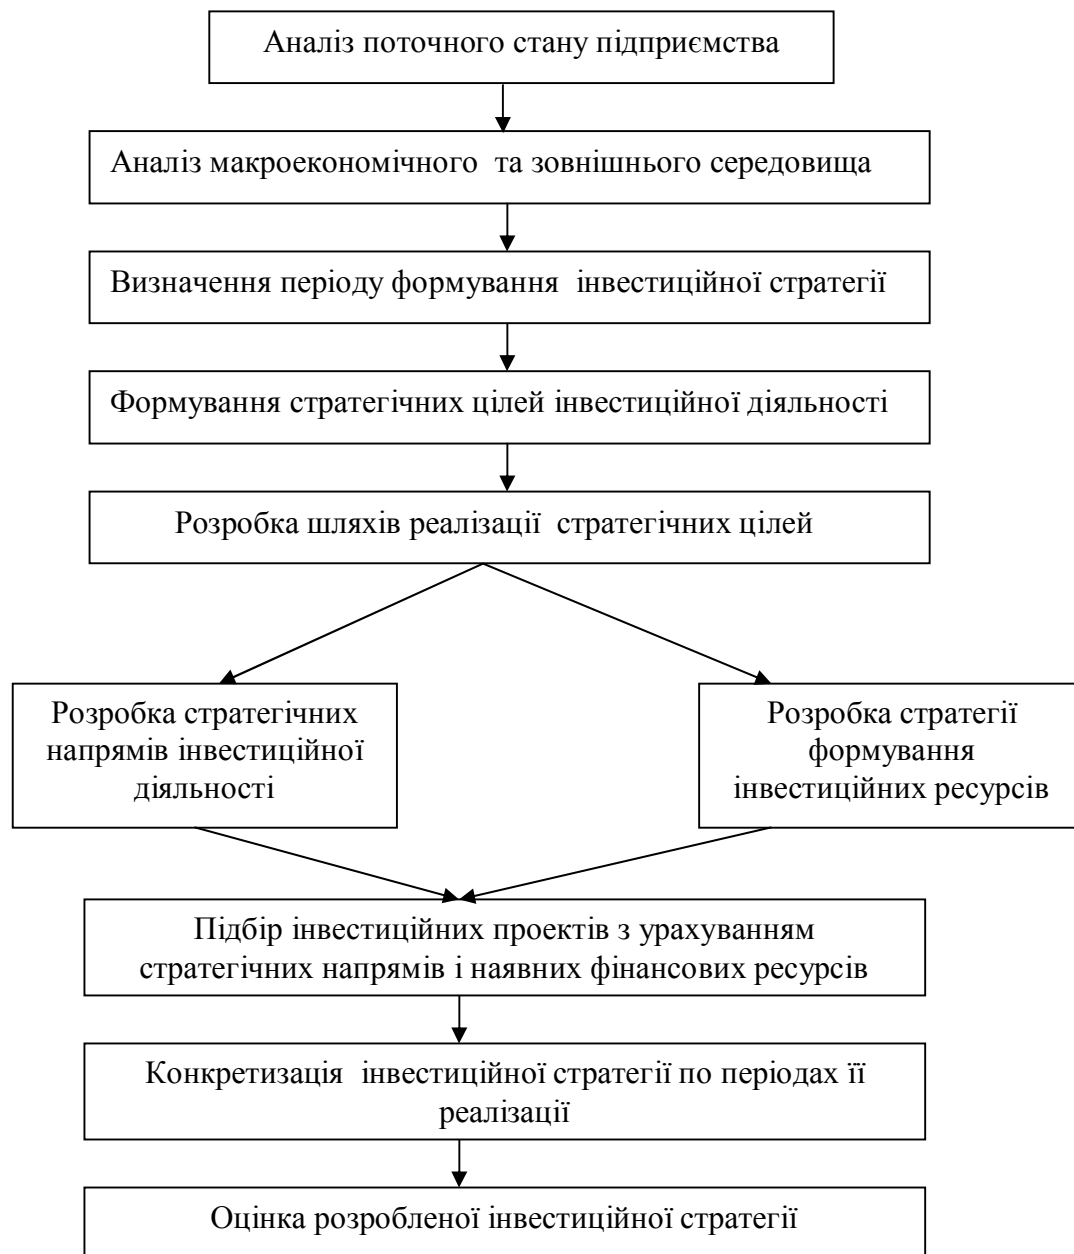 Аналіз поточного стану підприємства
Аналіз макроекономічного та зовнішнього середовища
Визначення періоду формування інвестиційної стратегії
Формування стратегічних цілей інвестиційної діяльності
Розробка шляхів реалізації стратегічних цілей
Розробка стратегічних
напрямів інвестиційної
діяльності
Розробка стратегії
формування
інвестиційних ресурсів
Підбір інвестиційних проектів з урахуванням
стратегічних напрямів і наявних фінансових ресурсів
Конкретизація інвестиційної стратегії по періодах її
реалізації
Оцінка розробленої інвестиційної стратегії